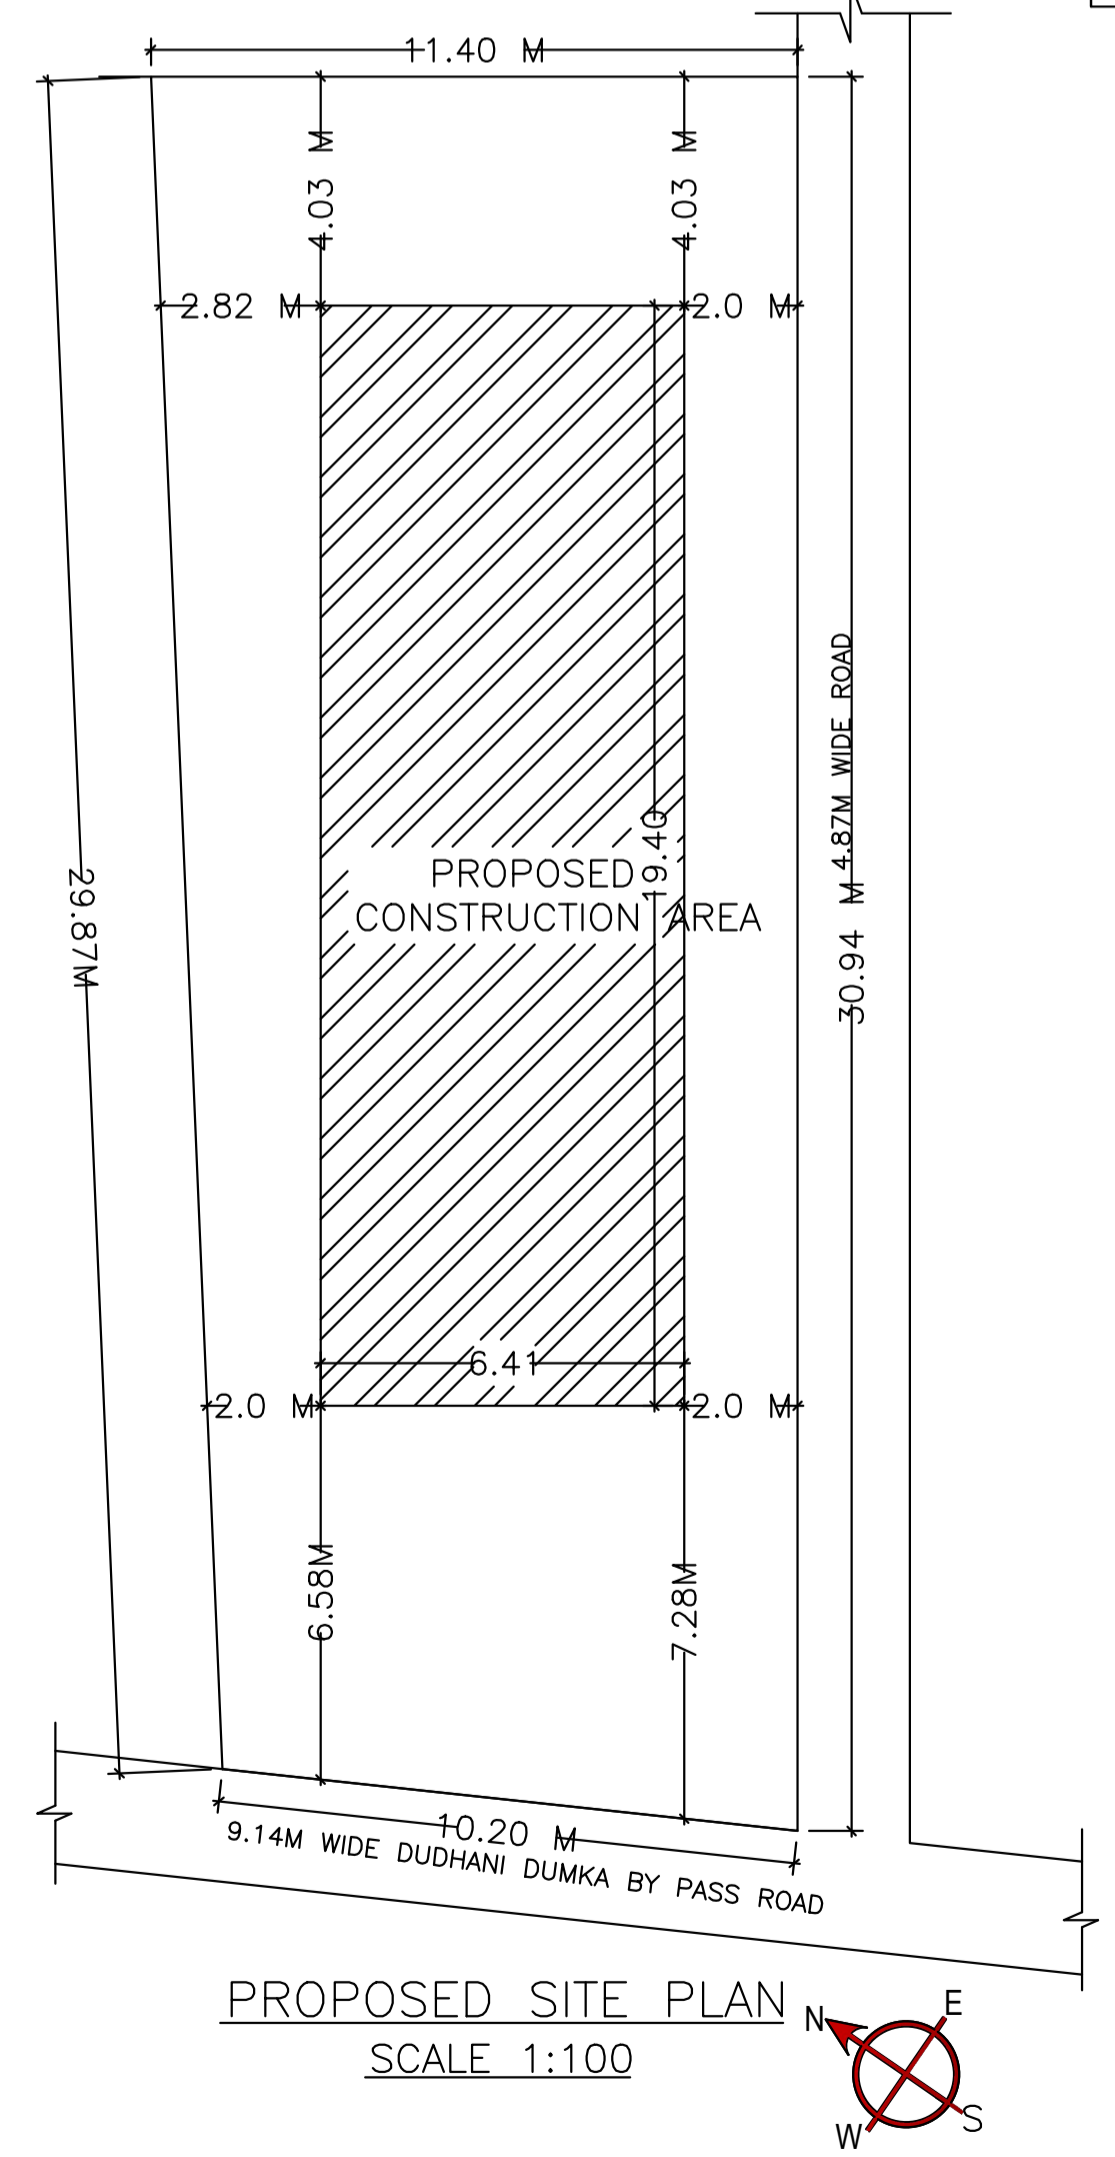 11.40 M
4.03 M
4.03 M
2.82 M
2.0 M
4.87M WIDE ROAD
30.94 M
29.87M
19.40
PROPOSED
CONSTRUCTION AREA
6.41
2.0 M
2.0 M
6.58M
7.28M
10.20 M
9.14M WIDE DUDHANI DUMKA BY PASS ROAD
PROPOSED SITE PLAN
SCALE 1:100
N
E
W
S